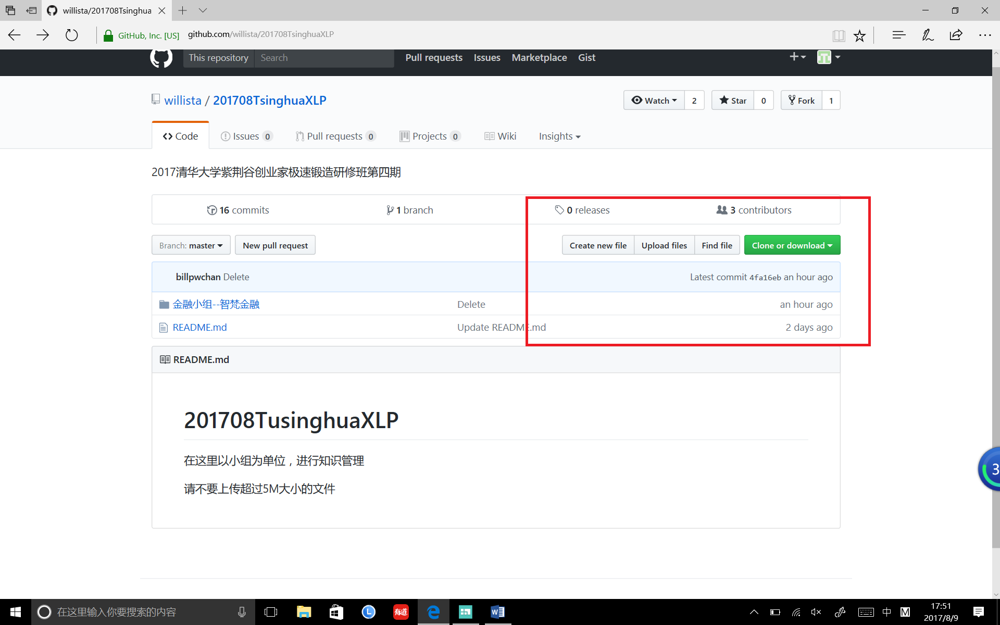 willista/201708Tsinghua
GitHub, Inc. [US] github.com/willista/201708TsinghuaXLP
This repository Search Pull requests Issues Marketplace Gist
willista / 201708TsinghuaXLP Watch 2 Star 0 Fork 1
Code Issues 0 Pull requests 0 Projects 0 Wiki Insights
2017清华大学紫荆谷创业家极速锻造研修班第四期
16 commits 1 branch 0 releases 3 contributors
Branch: master New pull request Create new file Upload files Find file Clone or download
billpwchan Delete Latest commit 4fa16eb an hour ago
金融小组--智梵金融 Delete an hour ago
README.md Update README.md 2 days ago
README.md
201708TusinghuaXLP
在这里以小组为单位，进行知识管理
请不要上传超过5M大小的文件
3
在这里输入你要搜索的内容 有道 中 M 17:51
2017/8/9